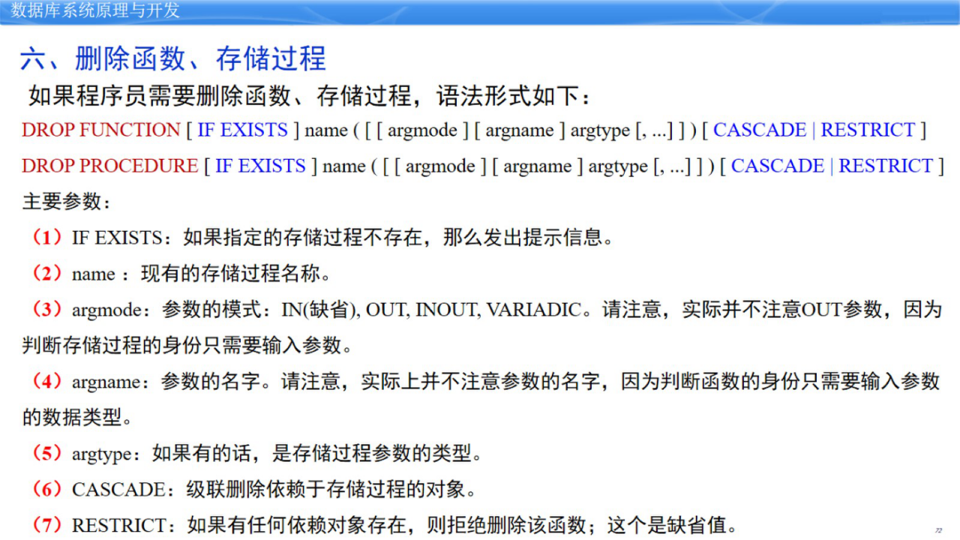 数据库系统原理与开发
六、删除函数、存储过程
如果程序员需要删除函数、存储过程，语法形式如下：
DROP FUNCTION [ IF EXISTS ] name ( [ [ argmode ] [ argname ] argtype [, ...] ] ) [ CASCADE | RESTRICT ]
DROP PROCEDURE [ IF EXISTS ] name ( [ [ argmode ] [ argname ] argtype [, ...] ] ) [ CASCADE | RESTRICT ]
主要参数：
（1）IF EXISTS：如果指定的存储过程不存在，那么发出提示信息。
（2）name ：现有的存储过程名称。
（3）argmode：参数的模式：IN(缺省), OUT, INOUT, VARIADIC。请注意，实际并不注意OUT参数，因为
判断存储过程的身份只需要输入参数。
（4）argname：参数的名字。请注意，实际上并不注意参数的名字，因为判断函数的身份只需要输入参数
的数据类型。
（5）argtype：如果有的话，是存储过程参数的类型。
（6）CASCADE：级联删除依赖于存储过程的对象。
（7）RESTRICT：如果有任何依赖对象存在，则拒绝删除该函数；这个是缺省值。
72